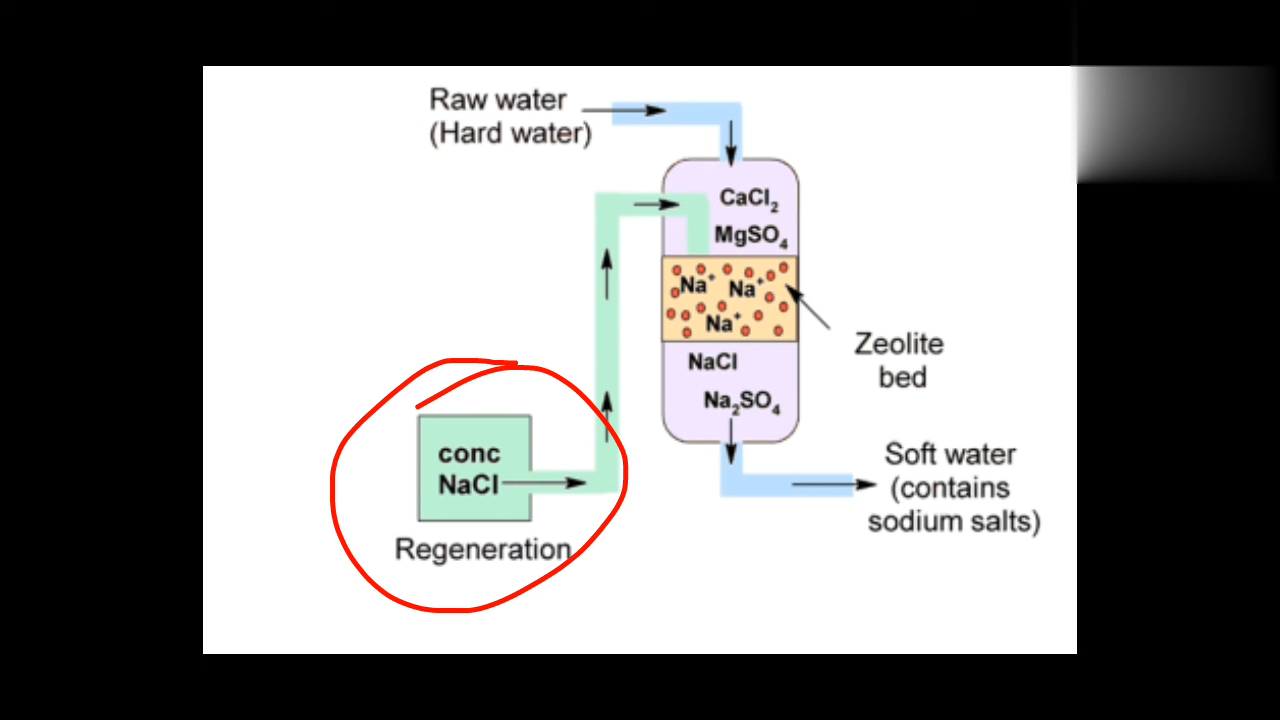 Raw water
(Hard water)
CaCl₂
MgSO₄
Na⁺
Na⁺
Na⁺
Zeolite
bed
NaCl
Na₂SO₄
conc
NaCl
Regeneration
Soft water
(contains
sodium salts)